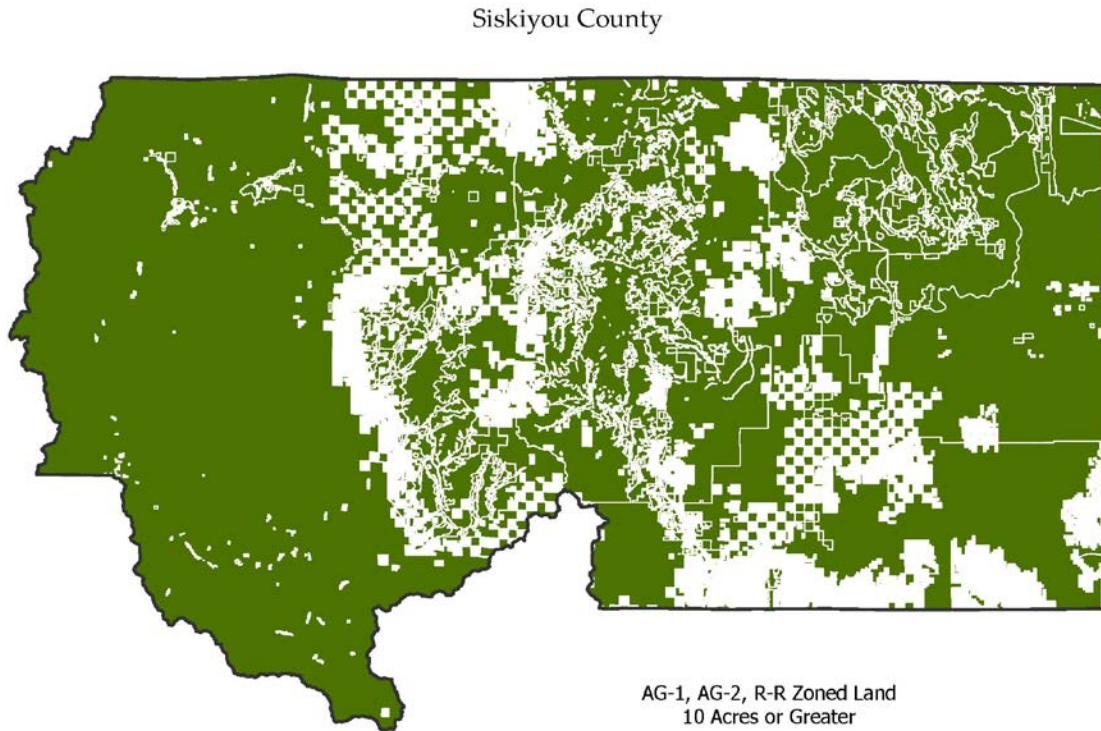 Siskiyou County
AG-1, AG-2, R-R Zoned Land
10 Acres or Greater